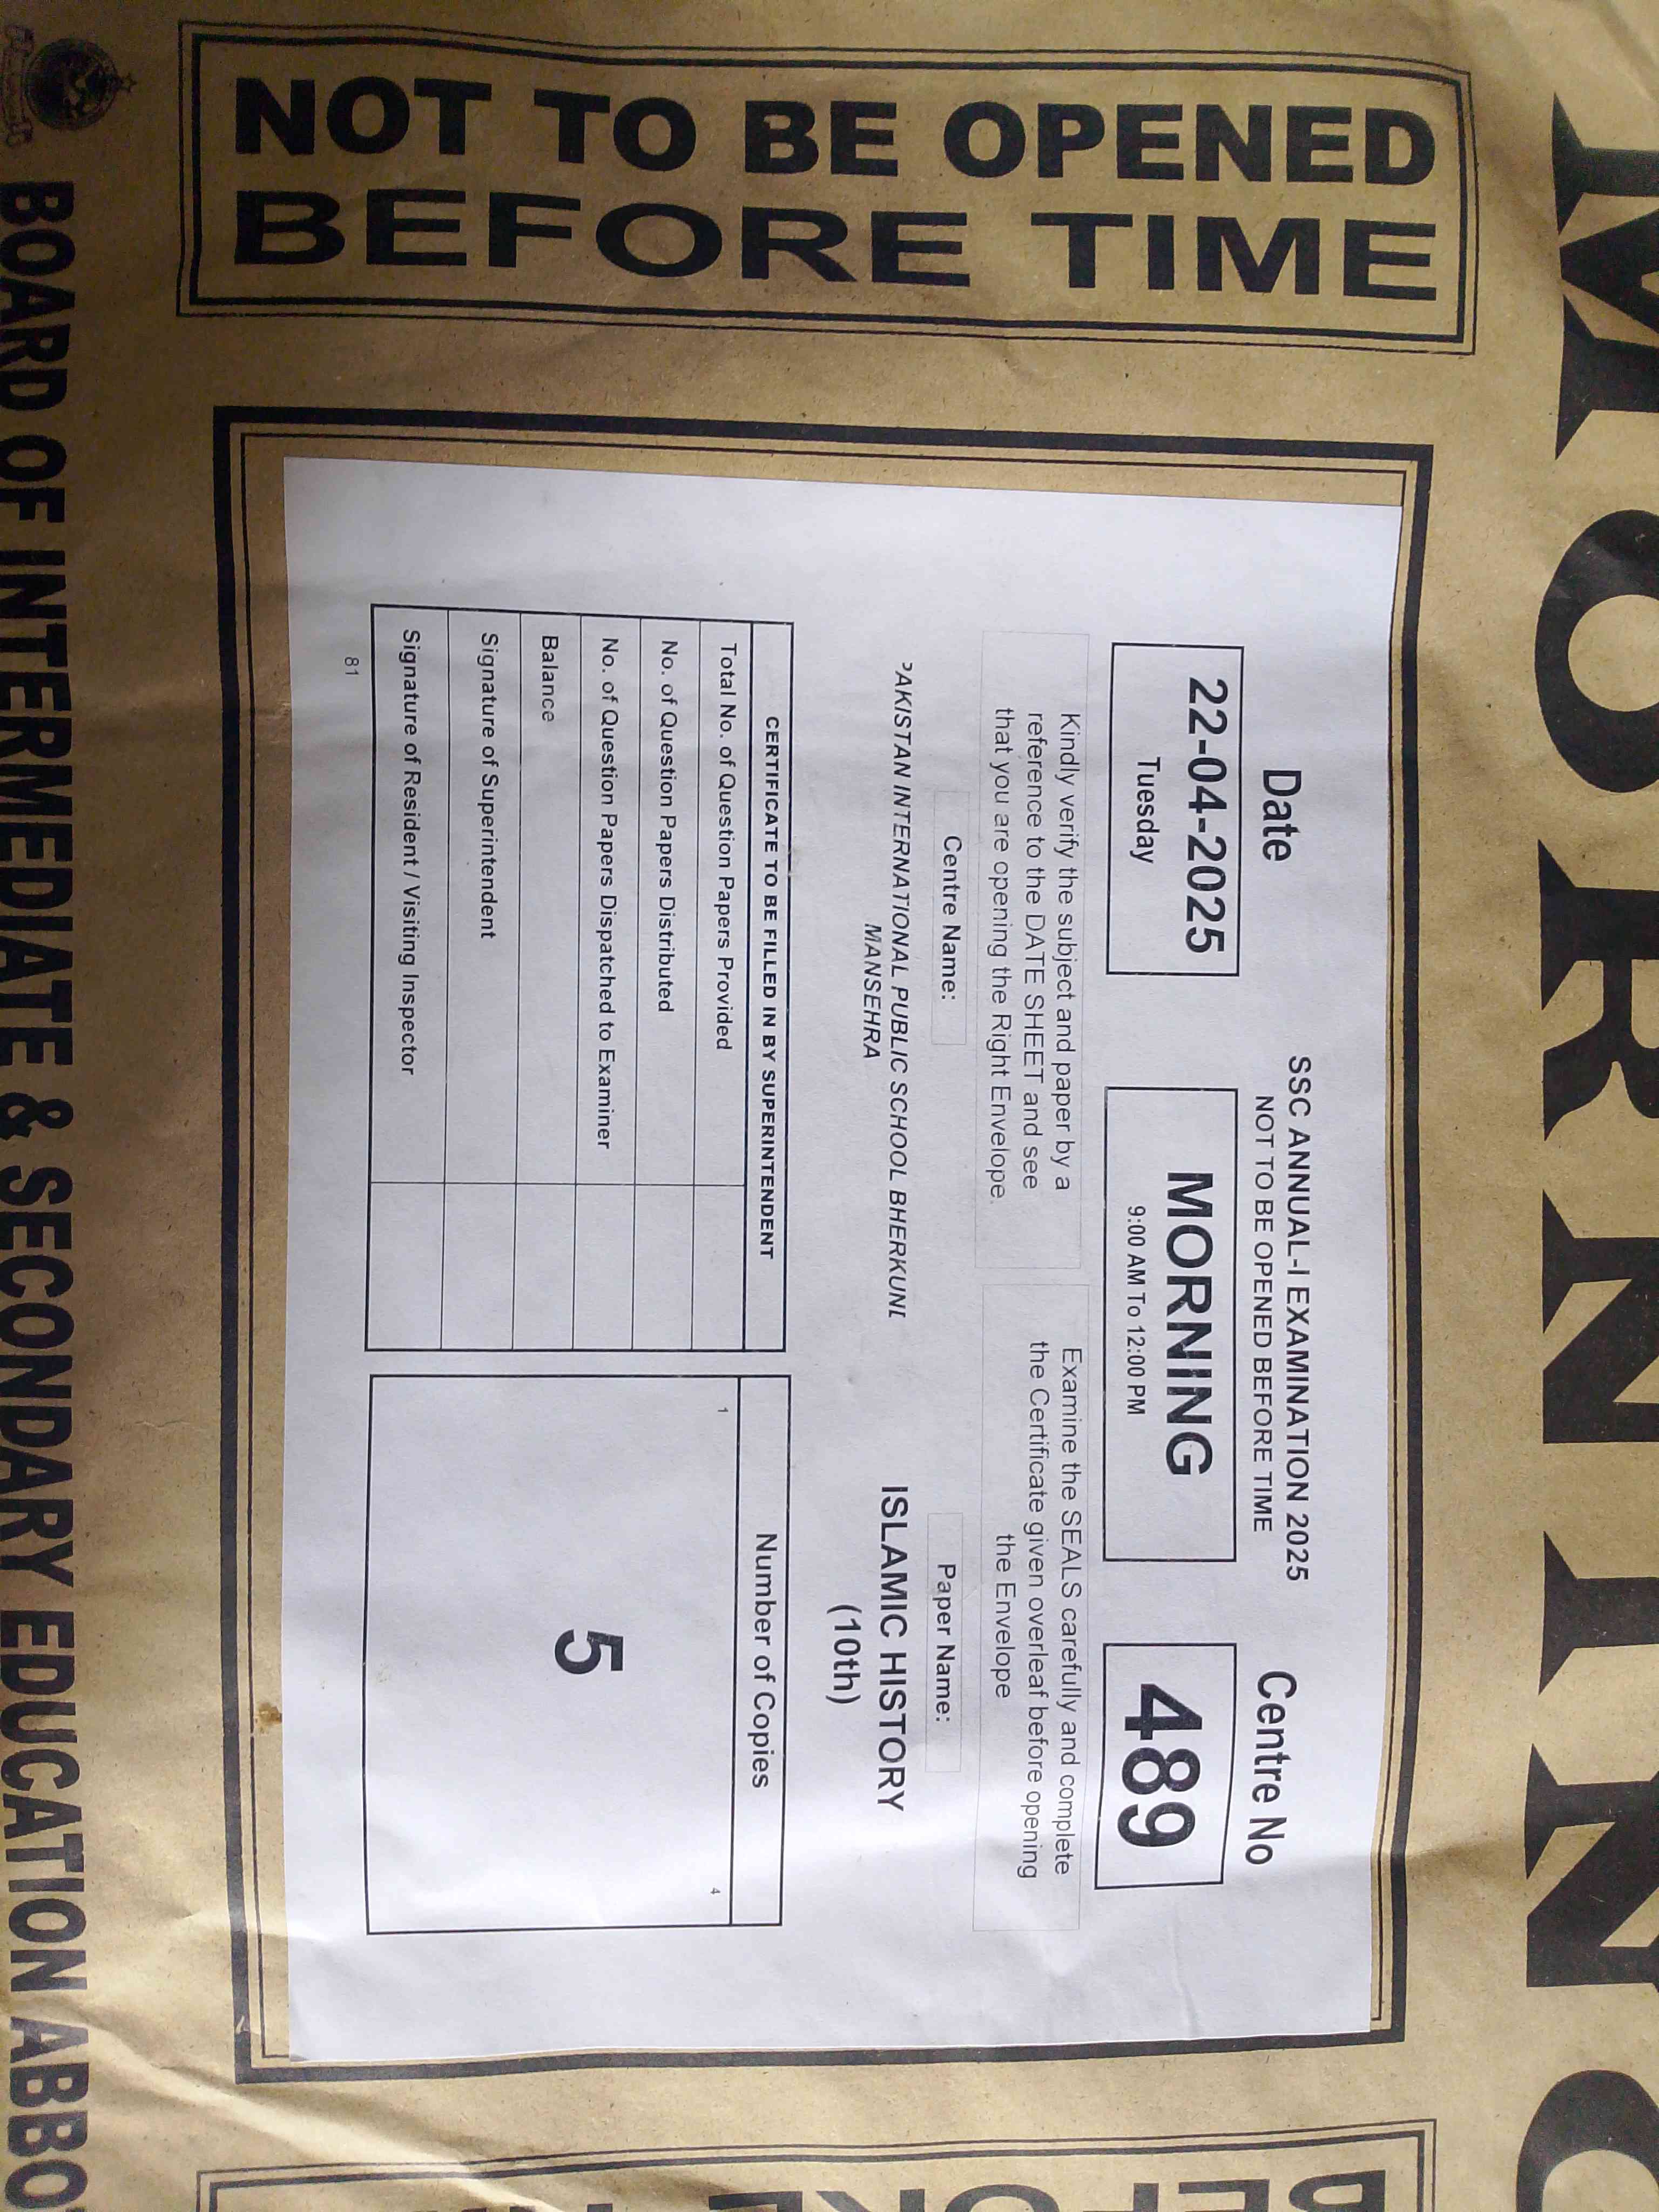 MORNING
NOT TO BE OPENED
BEFORE TIME
SSC ANNUAL-I EXAMINATION 2025
NOT TO BE OPENED BEFORE TIME
Date
Centre No
22-04-2025
Tuesday
MORNING
9:00 AM To 12:00 PM
489
Kindly verify the subject and paper by a
reference to the DATE SHEET and see
that you are opening the Right Envelope.
Examine the SEALS carefully and complete
the Certificate given overleaf before opening
the Envelope
Centre Name:
Paper Name:
PAKISTAN INTERNATIONAL PUBLIC SCHOOL BHERKUND
MANSEHRA
ISLAMIC HISTORY
(10th)
CERTIFICATE TO BE FILLED IN BY SUPERINTENDENT
Total No. of Question Papers Provided
No. of Question Papers Distributed
No. of Question Papers Dispatched to Examiner
Balance
Signature of Superintendent
Signature of Resident / Visiting Inspector
Number of Copies
1
4
5
81
BOARD OF INTERMEDIATE & SECONDARY EDUCATION ABBO